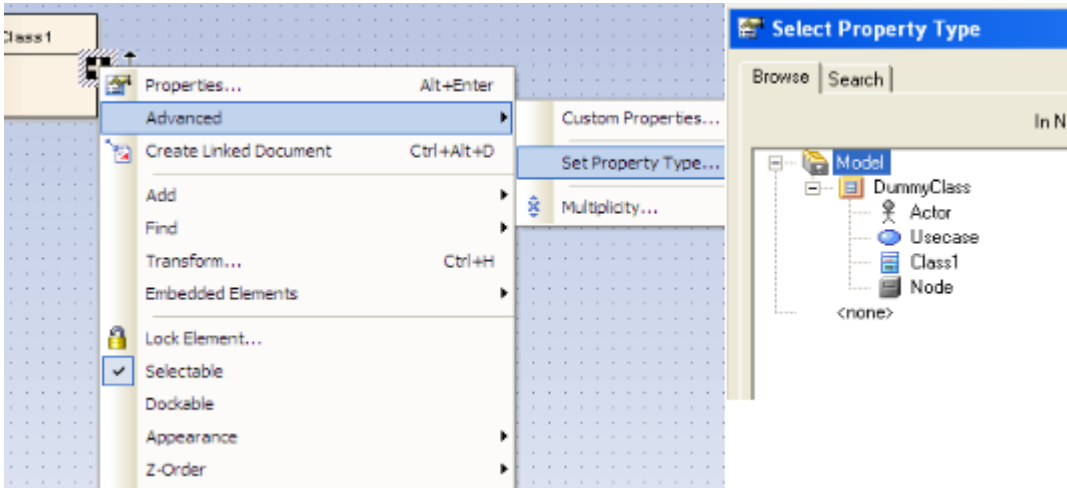 Class1
Properties... Alt+Enter
Advanced
Create Linked Document Ctrl+Alt+D
Add
Find
Transform... Ctrl+H
Embedded Elements
Lock Element...
Selectable
Dockable
Appearance
Z-Order
Custom Properties...
Set Property Type...
Multiplicity...
Select Property Type
Browse Search
In N
Model
DummyClass
Actor
Usecase
Class1
Node
<none>